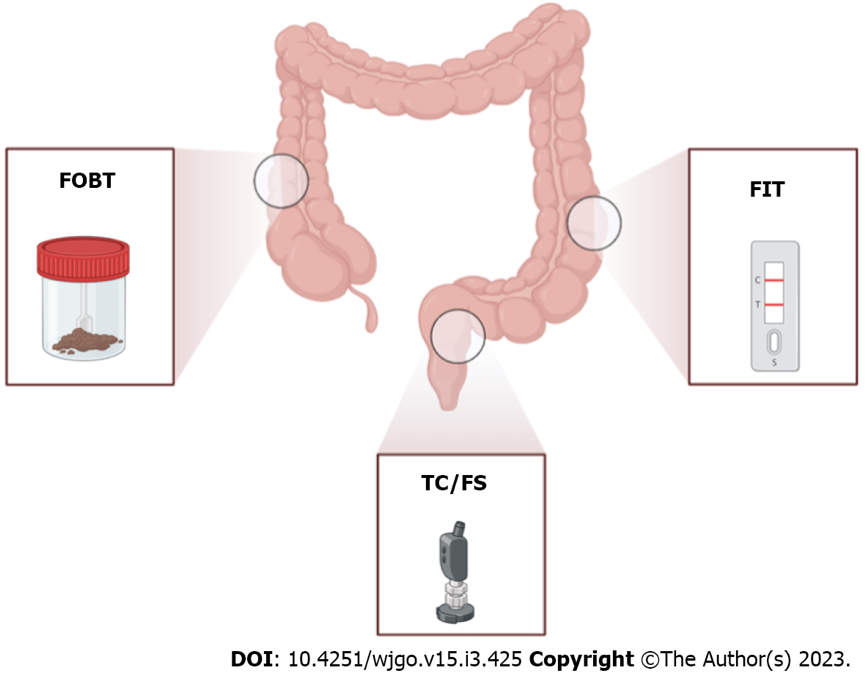 FOBT
FIT
C
T
S
TC/FS
DOI: 10.4251/wjgo.v15.i3.425 Copyright ©The Author(s) 2023.